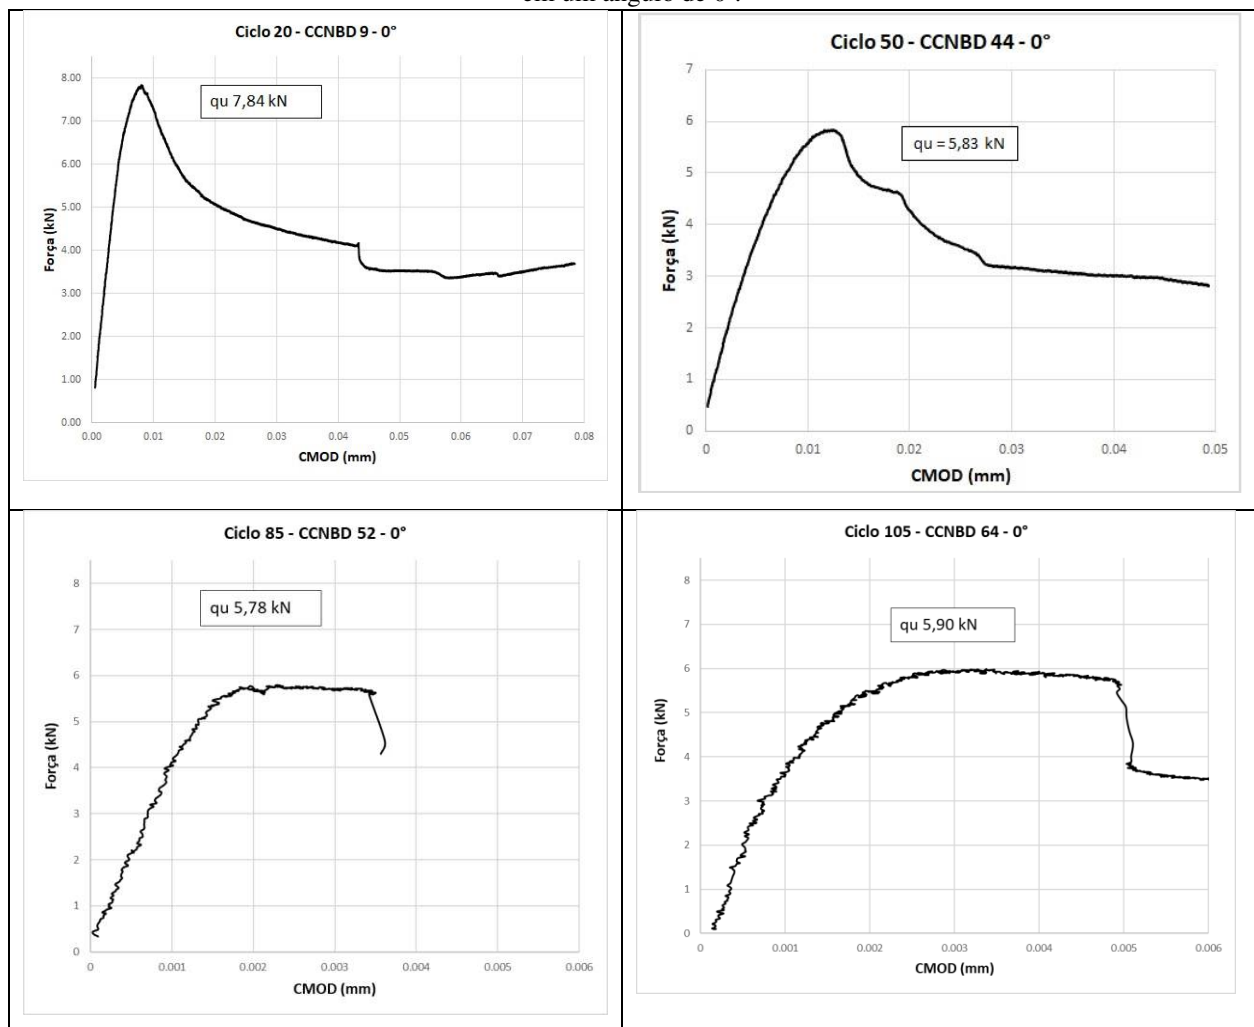 em um ângulo de 0°.
Ciclo 20 - CCNBD 9 - 0°
qu 7,84 kN
Força (kN)
8.00
7.00
6.00
5.00
4.00
3.00
2.00
1.00
0.00
0.00 0.01 0.02 0.03 0.04 0.05 0.06 0.07 0.08
CMOD (mm)
Ciclo 50 - CCNBD 44 - 0°
qu = 5,83 kN
Força (kN)
7
6
5
4
3
2
1
0
0 0.01 0.02 0.03 0.04 0.05
CMOD (mm)
Ciclo 85 - CCNBD 52 - 0°
qu 5,78 kN
Força (kN)
8
7
6
5
4
3
2
1
0
0 0.001 0.002 0.003 0.004 0.005 0.006
CMOD (mm)
Ciclo 105 - CCNBD 64 - 0°
qu 5,90 kN
Força (kN)
8
7
6
5
4
3
2
1
0
0 0.001 0.002 0.003 0.004 0.005 0.006
CMOD (mm)